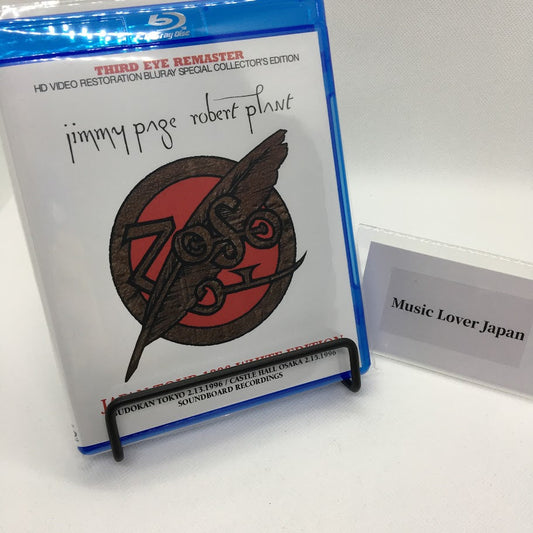 Blu-ray Disc
THIRD EYE REMASTER
HD VIDEO RESTORATION BLURAY SPECIAL COLLECTOR'S EDITION
jimmy page robert plant
ZoSo
BUDOKAN TOKYO 2.13.1996 / CASTLE HALL OSAKA 2.15.1996
SOUNDBOARD RECORDINGS
Music Lover Japan